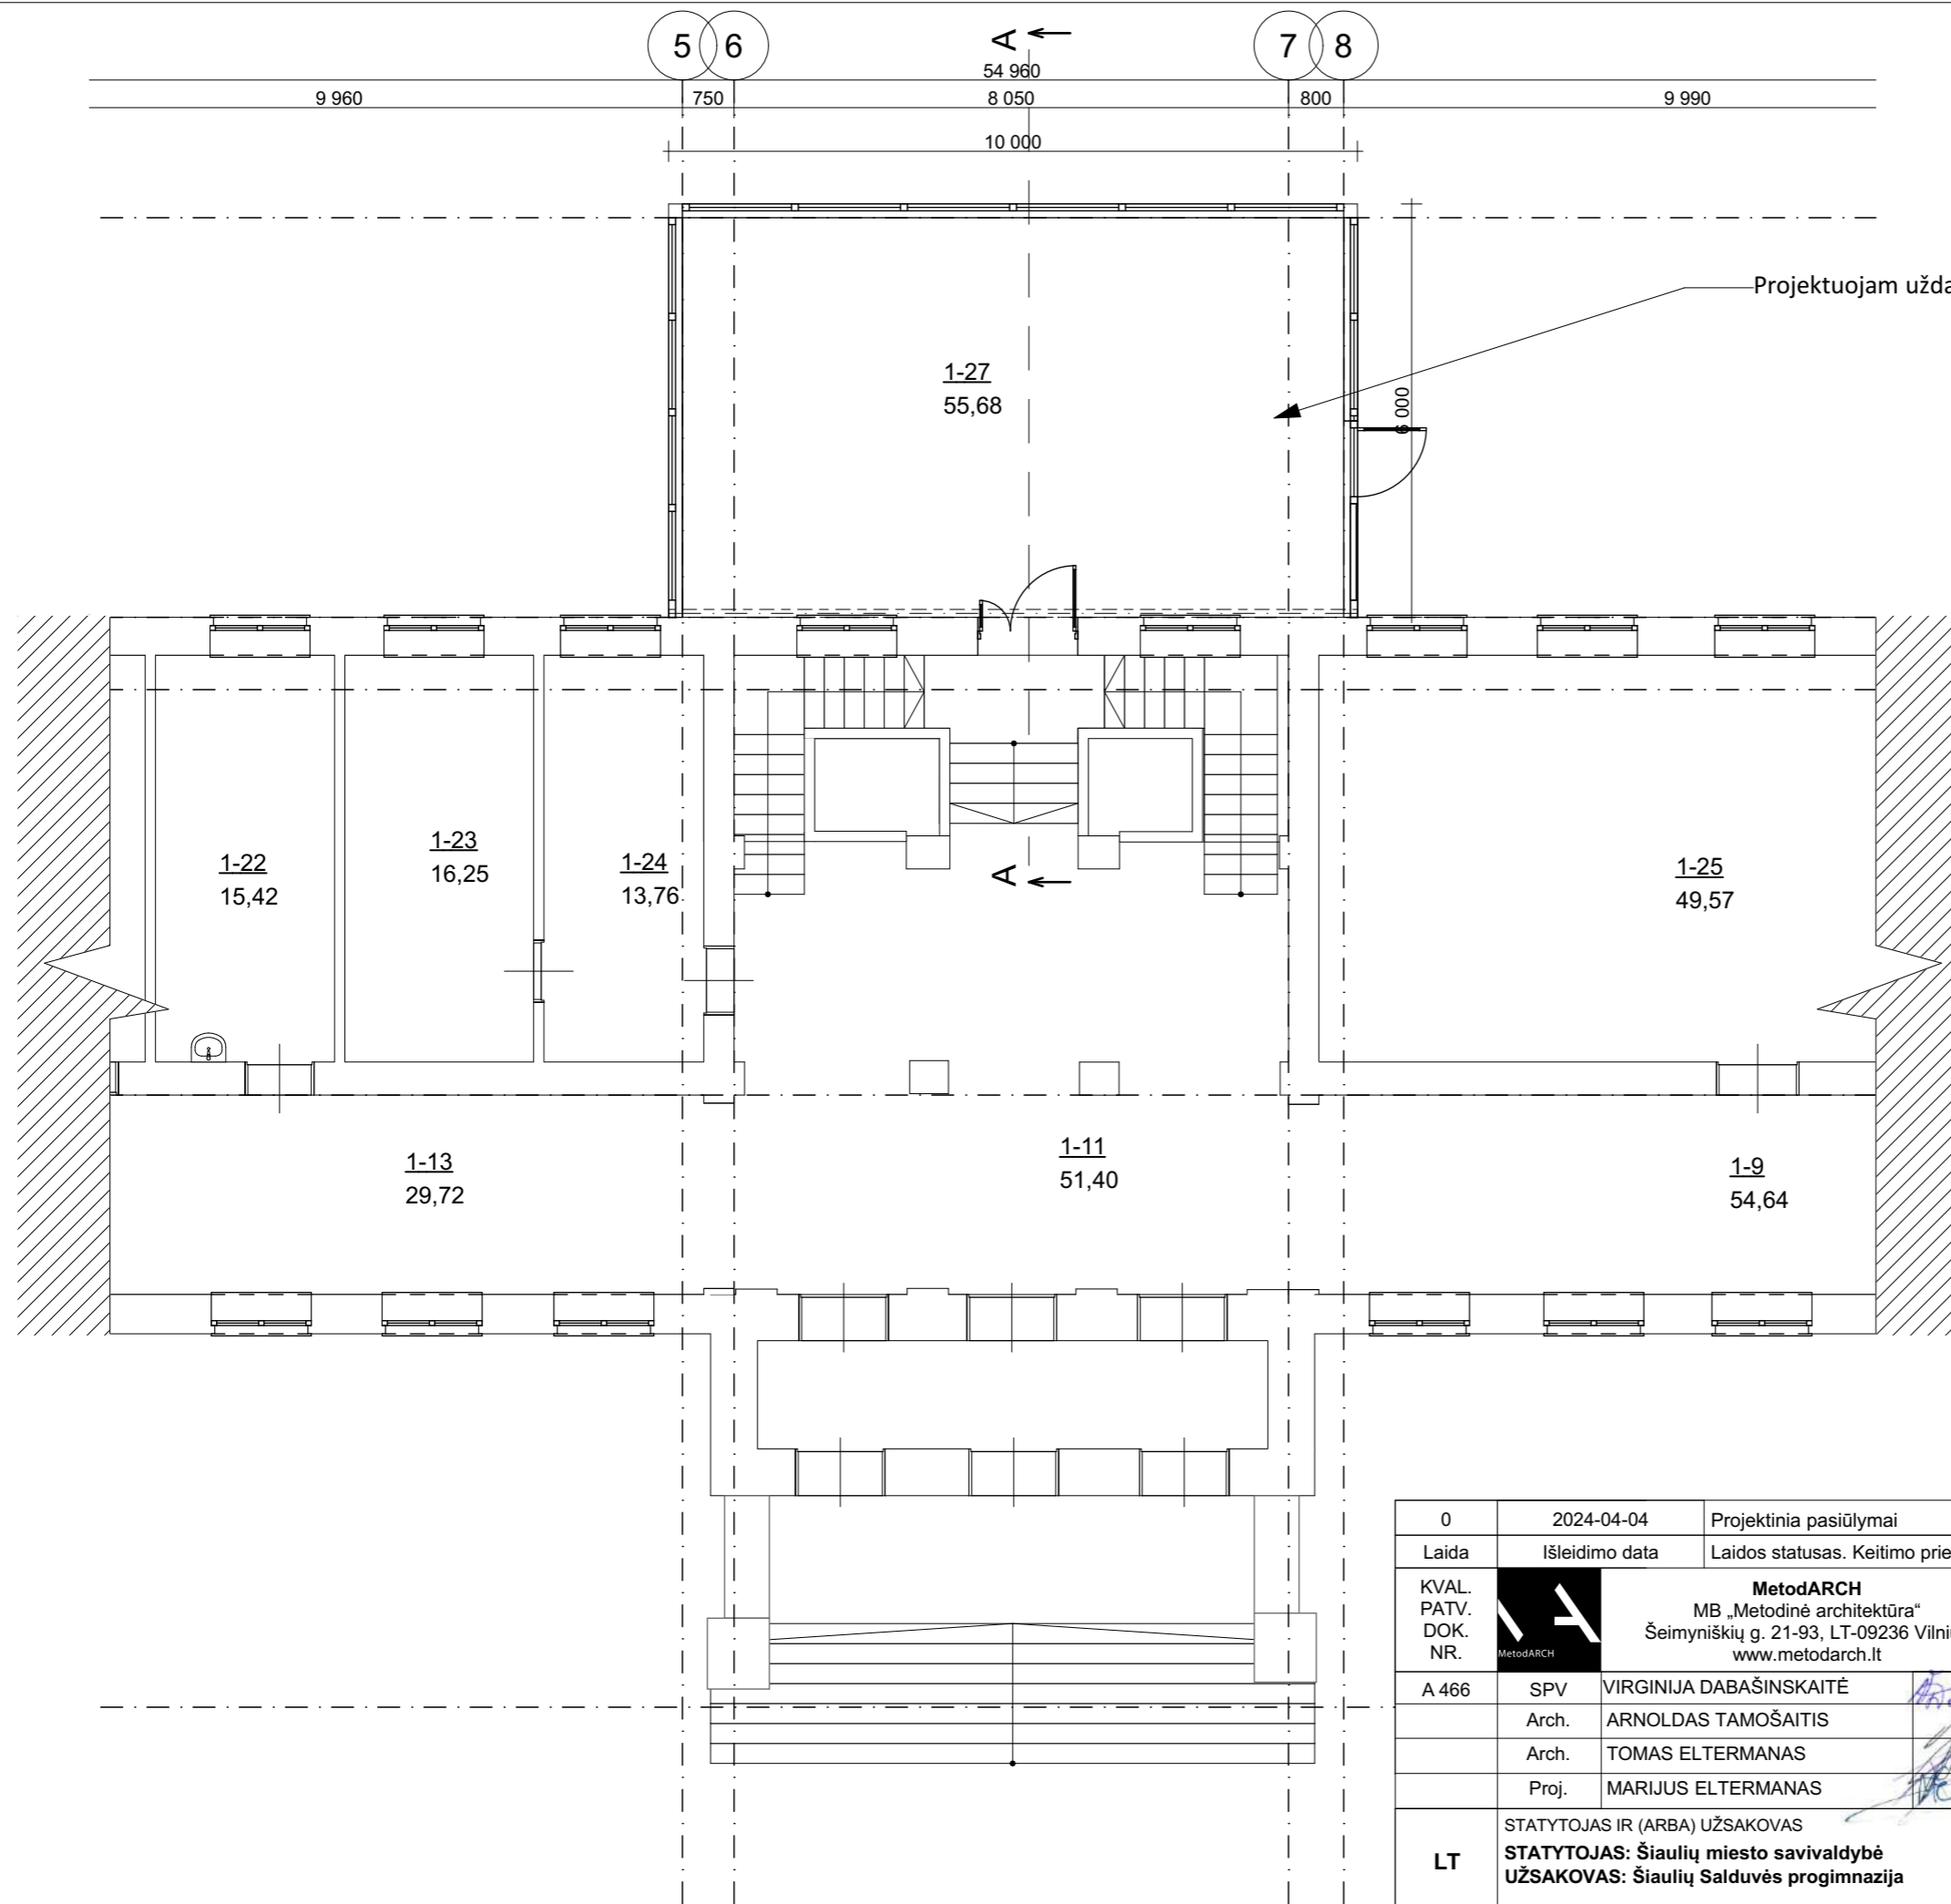 5 6 A 7 8
54 960
9 960 750 8 050 800 9 990
10 000
Projektuojam užda
1-27
55,68
6 000
1-22
15,42
1-23
16,25
1-24
13,76
A
1-25
49,57
1-13
29,72
1-11
51,40
1-9
54,64
0 2024-04-04 Projektinia pasiūlymai
Laida Išleidimo data Laidos statusas. Keitimo prie
KVAL.
PATV.
DOK.
NR.
MetodARCH
MetodARCH
MB „Metodinė architektūra“
Šeimyniškių g. 21-93, LT-09236 Vilni
www.metodarch.lt
A 466 SPV VIRGINIJA DABAŠINSKAITĖ
Arch. ARNOLDAS TAMOŠAITIS
Arch. TOMAS ELTERMANAS
Proj. MARIJUS ELTERMANAS
LT
STATYTOJAS IR (ARBA) UŽSAKOVAS
STATYTOJAS: Šiaulių miesto savivaldybė
UŽSAKOVAS: Šiaulių Salduvės progimnazija